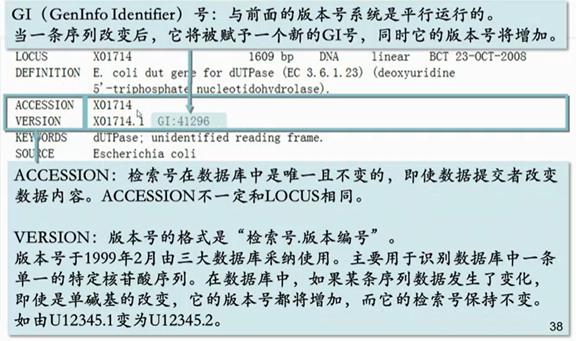 GI（GenInfo Identifier）号：与前面的版本号系统是平行运行的。
当一条序列改变后，它将被赋予一个新的GI号，同时它的版本号将增加。
LOCUS X01714 1609 bp DNA linear BCT 23-OCT-2008
DEFINITION E. coli dut gene for dUTPase (EC 3.6.1.23) (deoxyuridine
5'-triphosphate nucleotidohydrolase).
ACCESSION X01714
VERSION X01714.1 GI:41296
KEYWORDS dUTPase; unidentified reading frame.
SOURCE Escherichia coli
ACCESSION：检索号在数据库中是唯一且不变的，即使数据提交者改变
数据内容。ACCESSION不一定和LOCUS相同。
VERSION：版本号的格式是“检索号.版本编号”。
版本号于1999年2月由三大数据库采纳使用。主要用于识别数据库中一条
单一的特定核苷酸序列。在数据库中，如果某条序列数据发生了变化，
即使是单碱基的改变，它的版本号都将增加，而它的检索号保持不变。
如由U12345.1变为U12345.2。
38